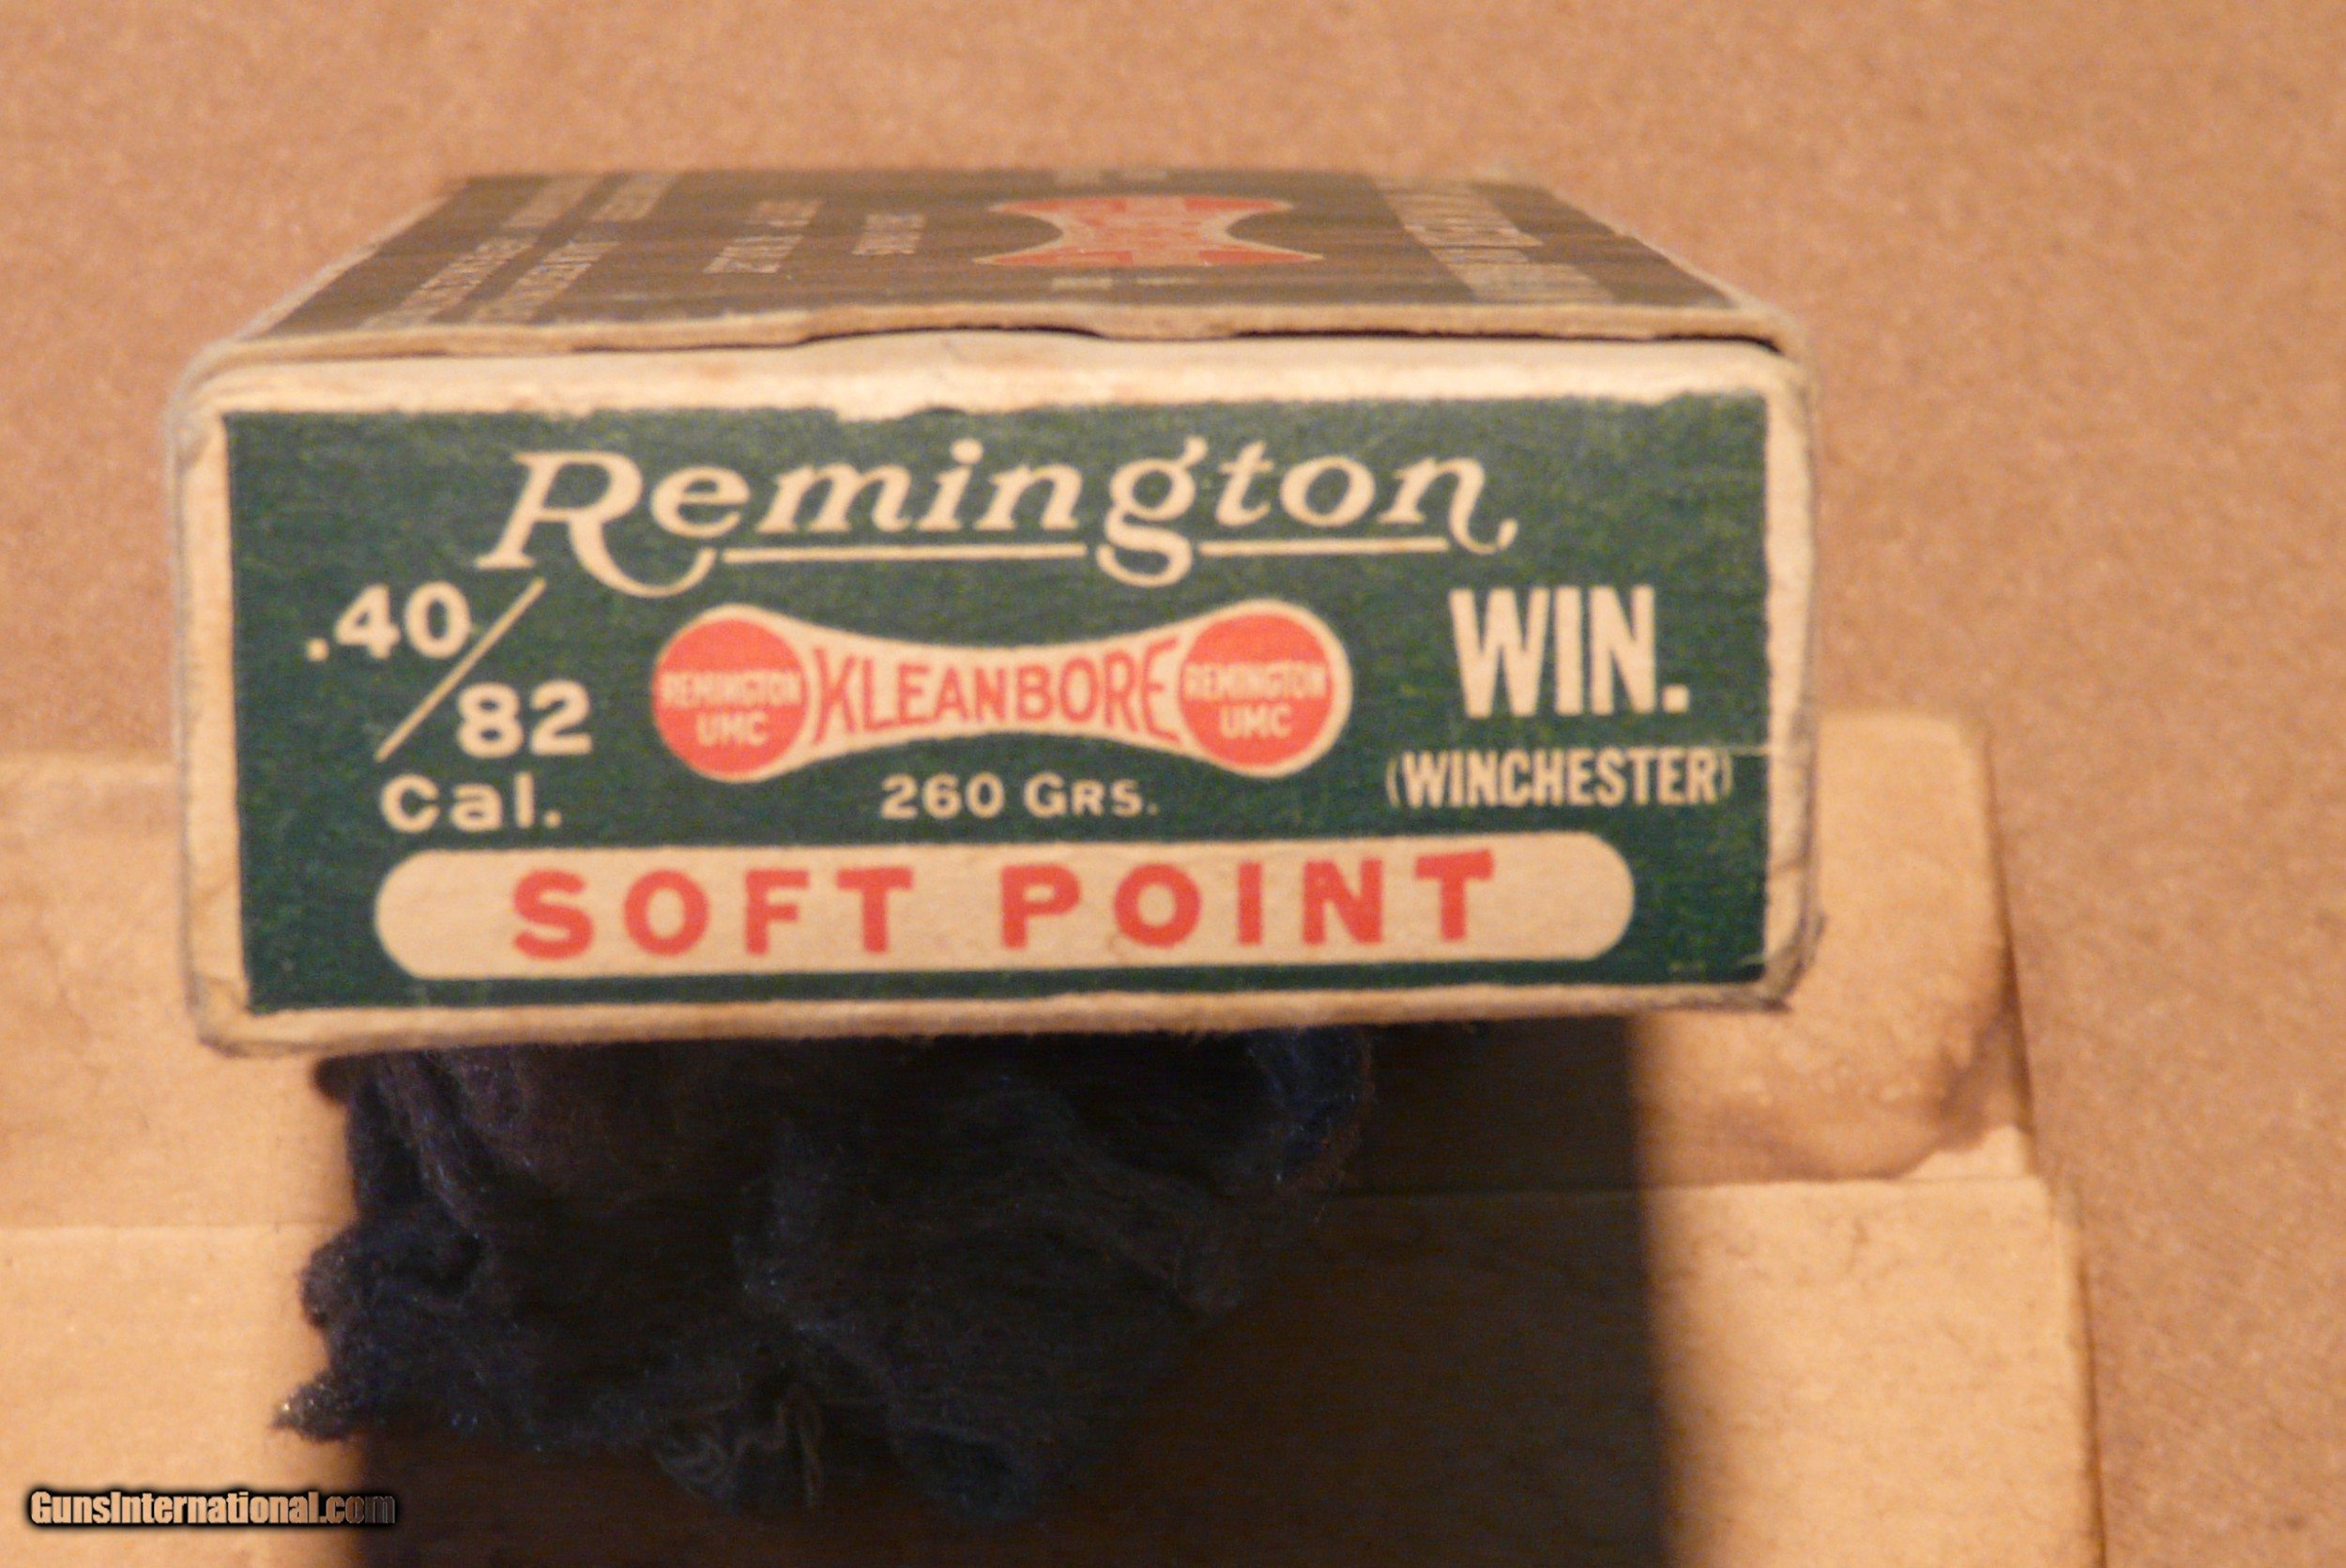 Remington
.40/82 Cal.
REMINGTON UMC
KLEANBORE
REMINGTON UMC
260 GRS.
WIN.
(WINCHESTER)
SOFT POINT
GunsInternational.com